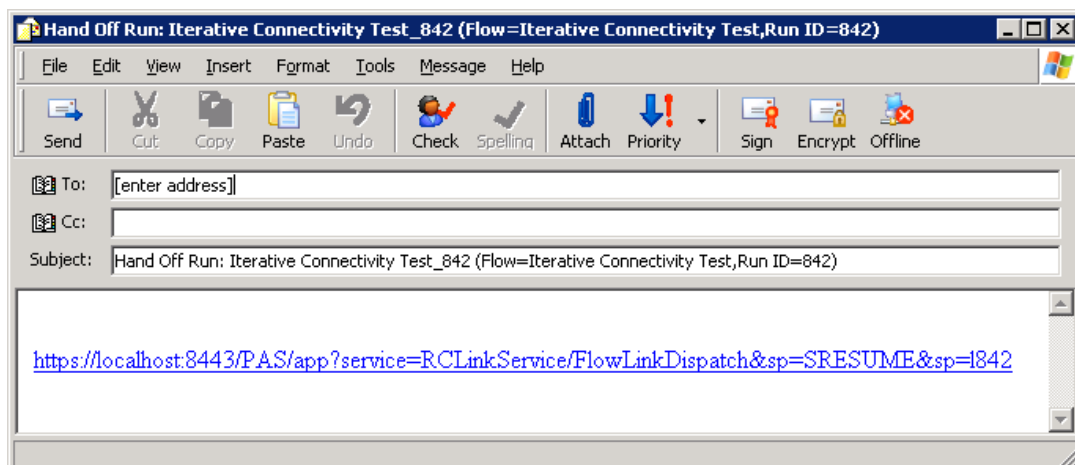 Hand Off Run: Iterative Connectivity Test_842 (Flow=Iterative Connectivity Test,Run ID=842)
File Edit View Insert Format Tools Message Help
Send Cut Copy Paste Undo Check Spelling Attach Priority Sign Encrypt Offline
To: [enter address]
Cc:
Subject: Hand Off Run: Iterative Connectivity Test_842 (Flow=Iterative Connectivity Test,Run ID=842)
https://localhost:8443/PAS/app?service=RCLinkService/FlowLinkDispatch&sp=SRESUME&sp=l842